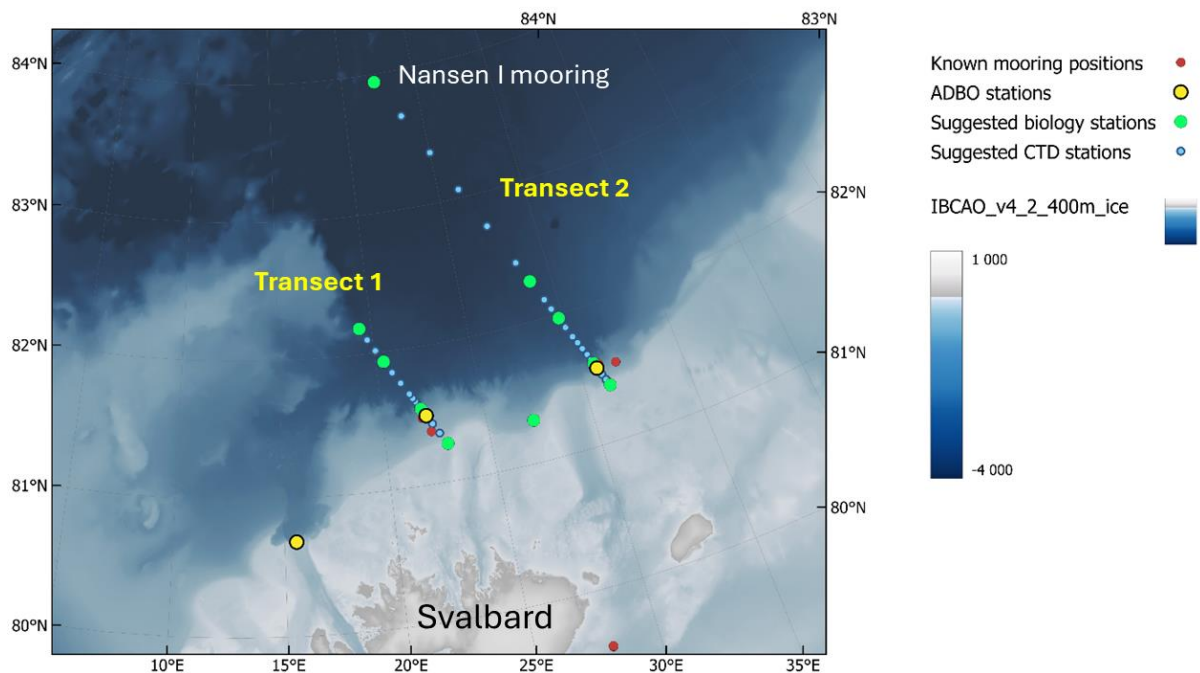 84°N
83°N
84°N
Nansen I mooring
Known mooring positions
ADBO stations
Suggested biology stations
Suggested CTD stations
Transect 2
82°N
83°N
IBCAO_v4_2_400m_ice
1 000
Transect 1
82°N
81°N
-4 000
81°N
80°N
Svalbard
80°N
10°E
15°E
20°E
25°E
30°E
35°E